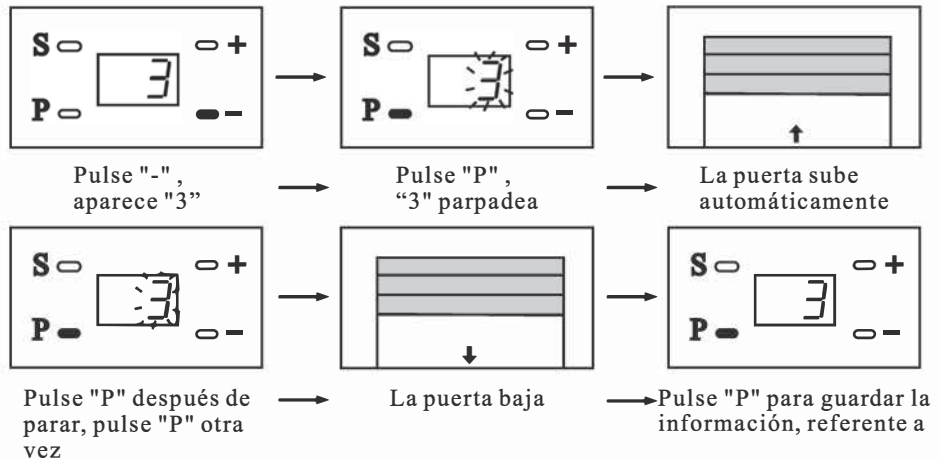 S + S +
3 3
P - P -
Pulse "-" ,
aparece "3”
Pulse "P" ,
“3" parpadea
La puerta sube
automáticamente
S + S +
3 3
P - P -
Pulse "P" después de
parar, pulse "P" otra
vez
La puerta baja
Pulse "P" para guardar la
información, referente a